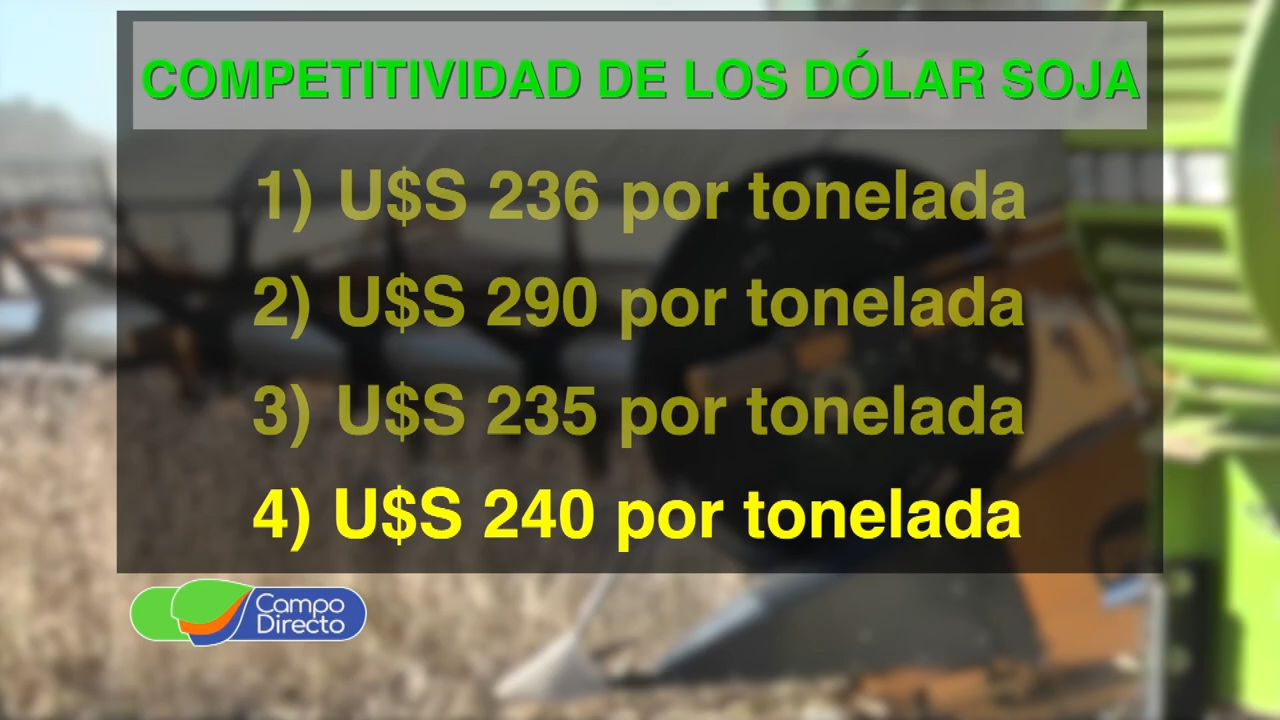 COMPETITIVIDAD DE LOS DÓLAR SOJA
1) U$S 236 por tonelada
2) U$S 290 por tonelada
3) U$S 235 por tonelada
4) U$S 240 por tonelada
Campo
Directo